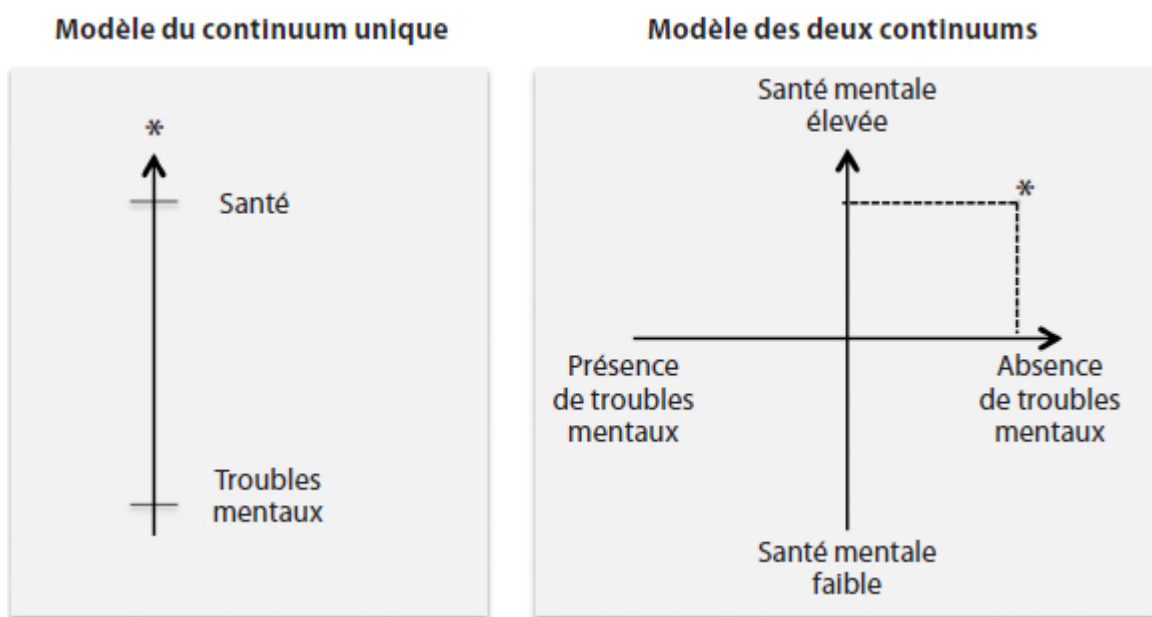 Modèle du continuum unique
*
Santé
Troubles
mentaux
Modèle des deux continuums
Santé mentale
élevée
*
Présence
de troubles
mentaux
Absence
de troubles
mentaux
Santé mentale
faible